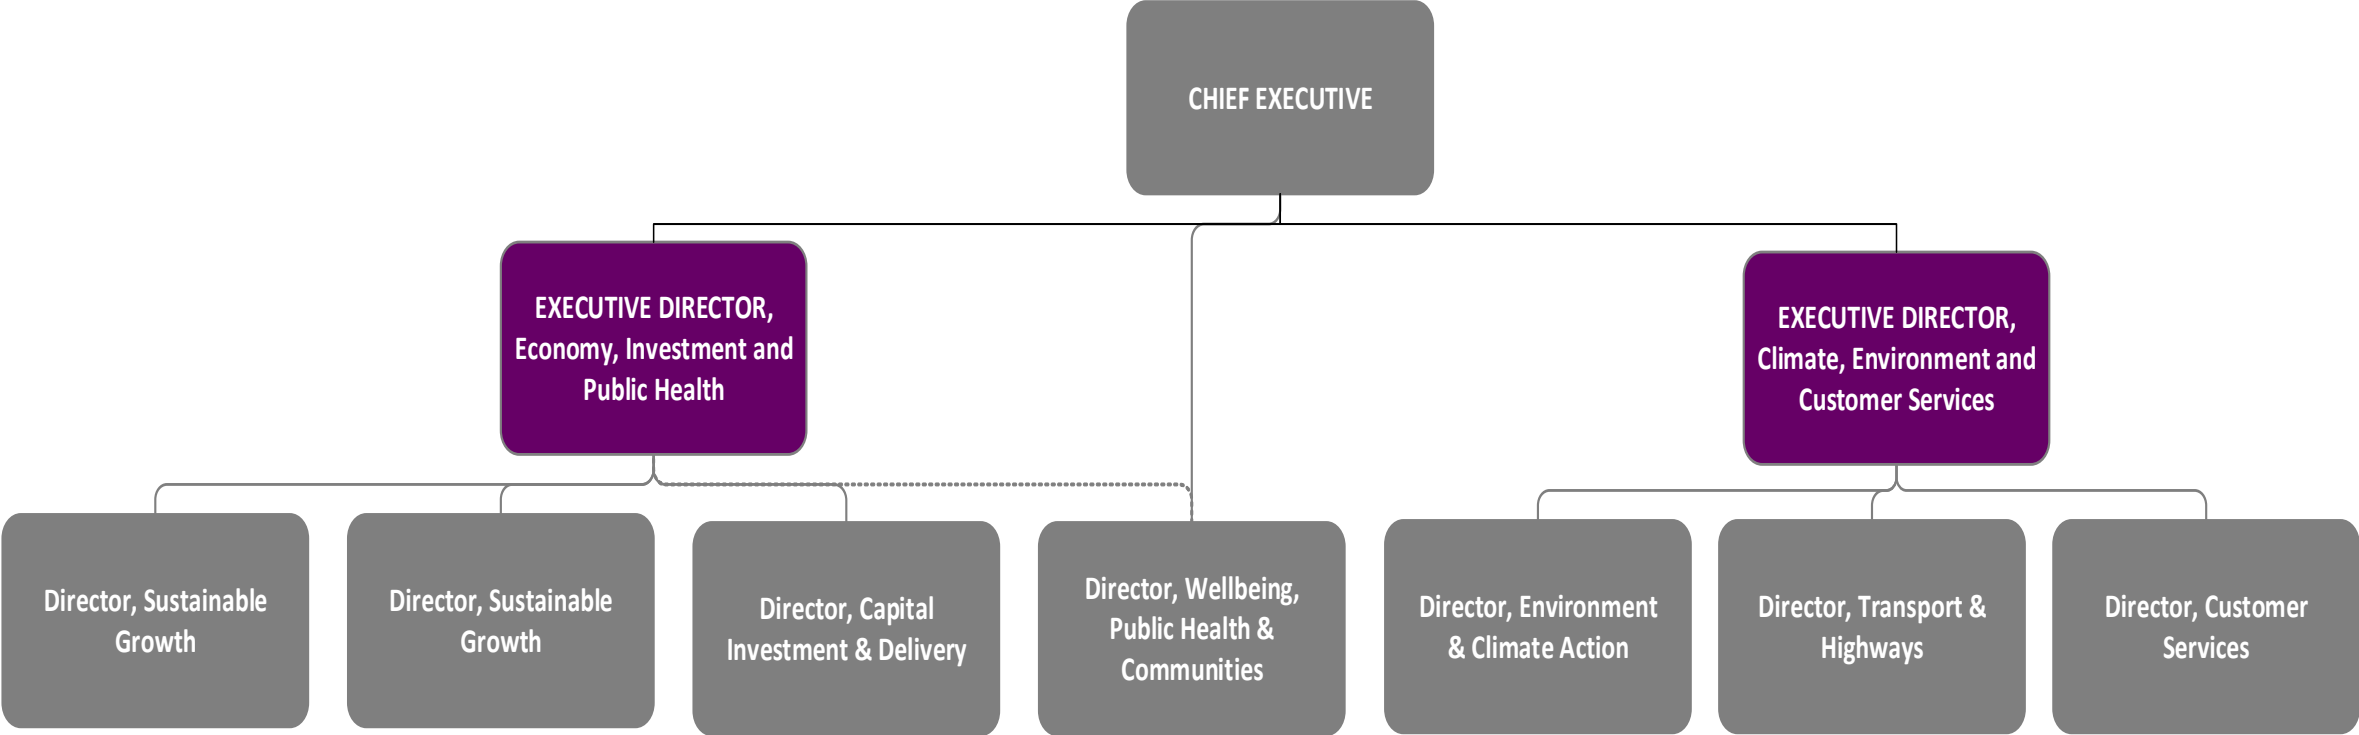 CHIEF EXECUTIVE
EXECUTIVE DIRECTOR,
Economy, Investment and
Public Health
EXECUTIVE DIRECTOR,
Climate, Environment and
Customer Services
Director, Sustainable
Growth
Director, Sustainable
Growth
Director, Capital
Investment & Delivery
Director, Wellbeing,
Public Health &
Communities
Director, Environment
& Climate Action
Director, Transport &
Highways
Director, Customer
Services